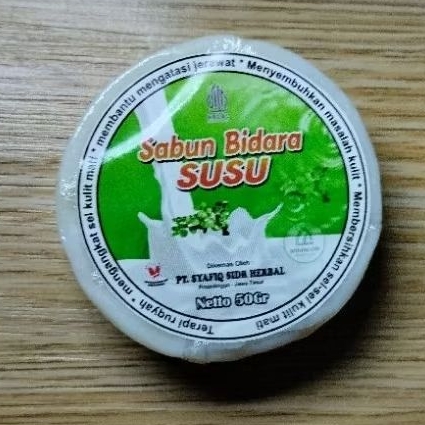 Sabun Bidara
SUSU
Dikemas Oleh
PT. SYAFIQ SIDR HERBAL
Probolinggo - Jawa Timur
Netto 50Gr
Terapi ruqyah * mengangkat sel kulit mati * membantu mengatasi jerawat * Menyembuhkan masalah kulit * Membersihkan sel-sel kulit mati